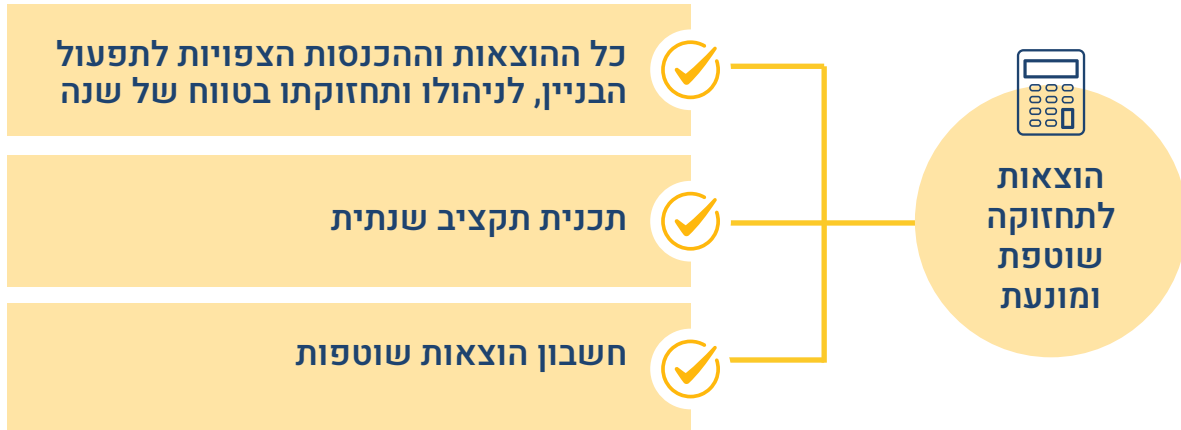 הוצאות
לתחזוקה
שוטפת
ומונעת
כל ההוצאות וההכנסות הצפויות לתפעול
הבניין, לניהולו ותחזוקתו בטווח של שנה
תכנית תקציב שנתית
חשבון הוצאות שוטפות